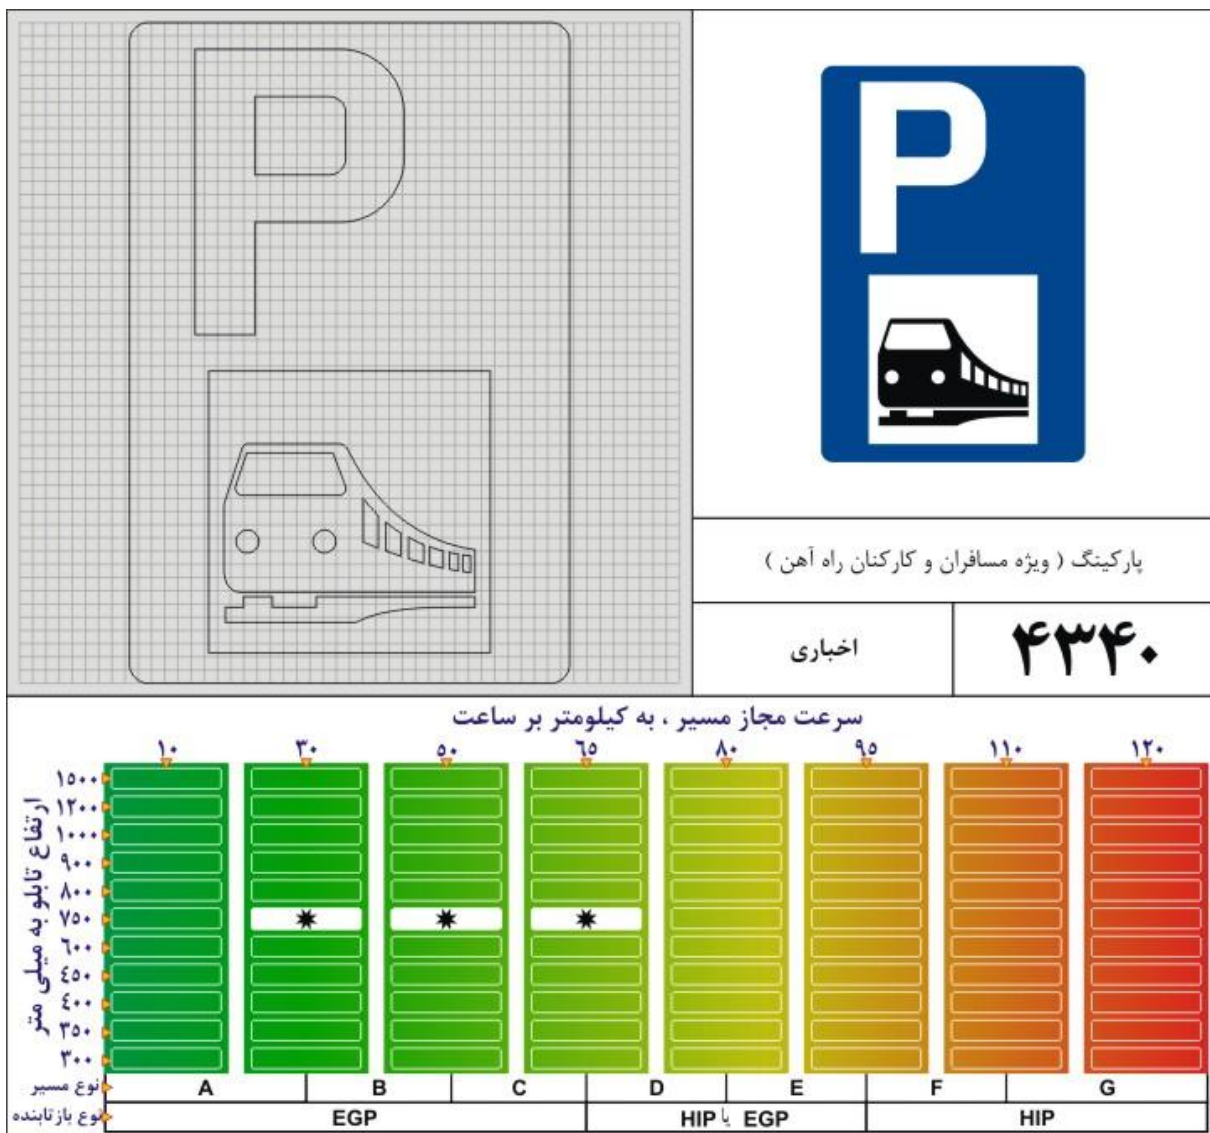 P
پارکینگ ( ویژه مسافران و کارکنان راه آهن )
۴۳۴۰
اخباری
سرعت مجاز مسیر ، به کیلومتر بر ساعت
۱۰ ۳۰ ۵۰ ۶۵ ۸۰ ۹۵ ۱۱۰ ۱۲۰
ارتفاع تابلو به میلی متر
۱۵۰۰
۱۲۰۰
۱۰۰۰
۹۰۰
۸۰۰
۷۵۰
۶۰۰
۴۵۰
۴۰۰
۳۵۰
۳۰۰
نوع مسیر A B C D E F G
نوع بازتابنده EGP HIP یا EGP HIP